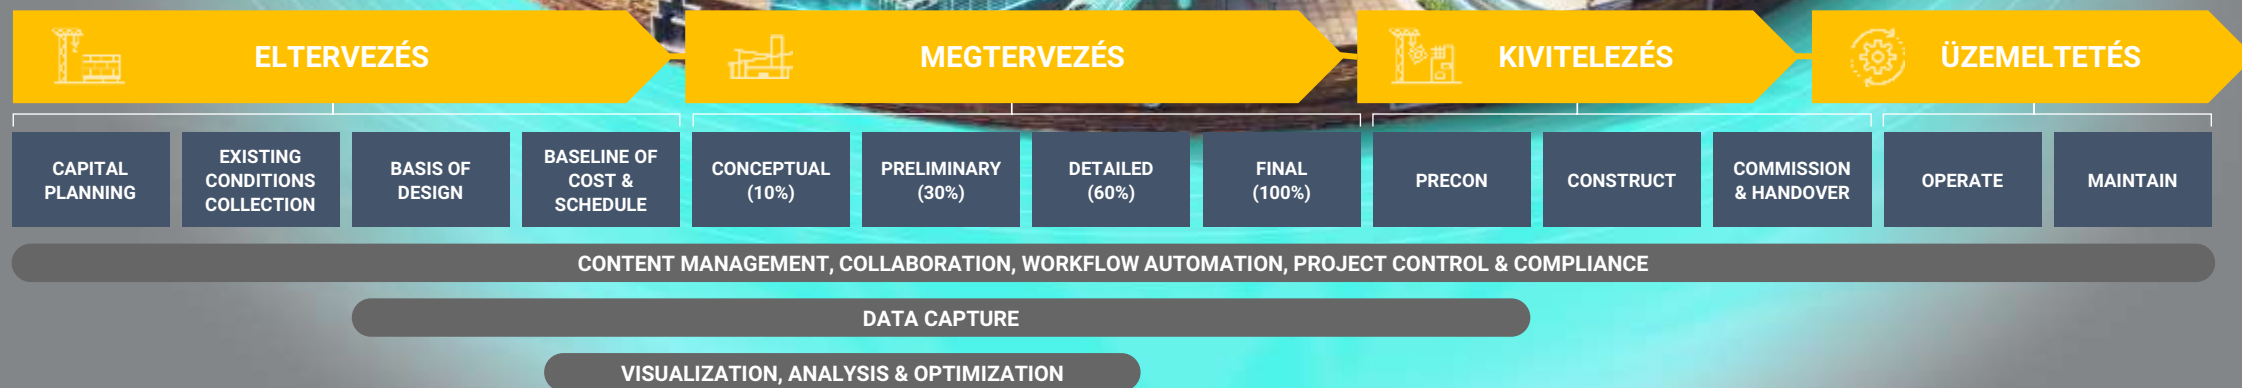 ELTERVEZÉS
MEGTERVEZÉS
KIVITELEZÉS
ÜZEMELTETÉS
CAPITAL
PLANNING
EXISTING
CONDITIONS
COLLECTION
BASIS OF
DESIGN
BASELINE OF
COST &
SCHEDULE
CONCEPTUAL
(10%)
PRELIMINARY
(30%)
DETAILED
(60%)
FINAL
(100%)
PRECON
CONSTRUCT
COMMISSION
& HANDOVER
OPERATE
MAINTAIN
CONTENT MANAGEMENT, COLLABORATION, WORKFLOW AUTOMATION, PROJECT CONTROL & COMPLIANCE
DATA CAPTURE
VISUALIZATION, ANALYSIS & OPTIMIZATION